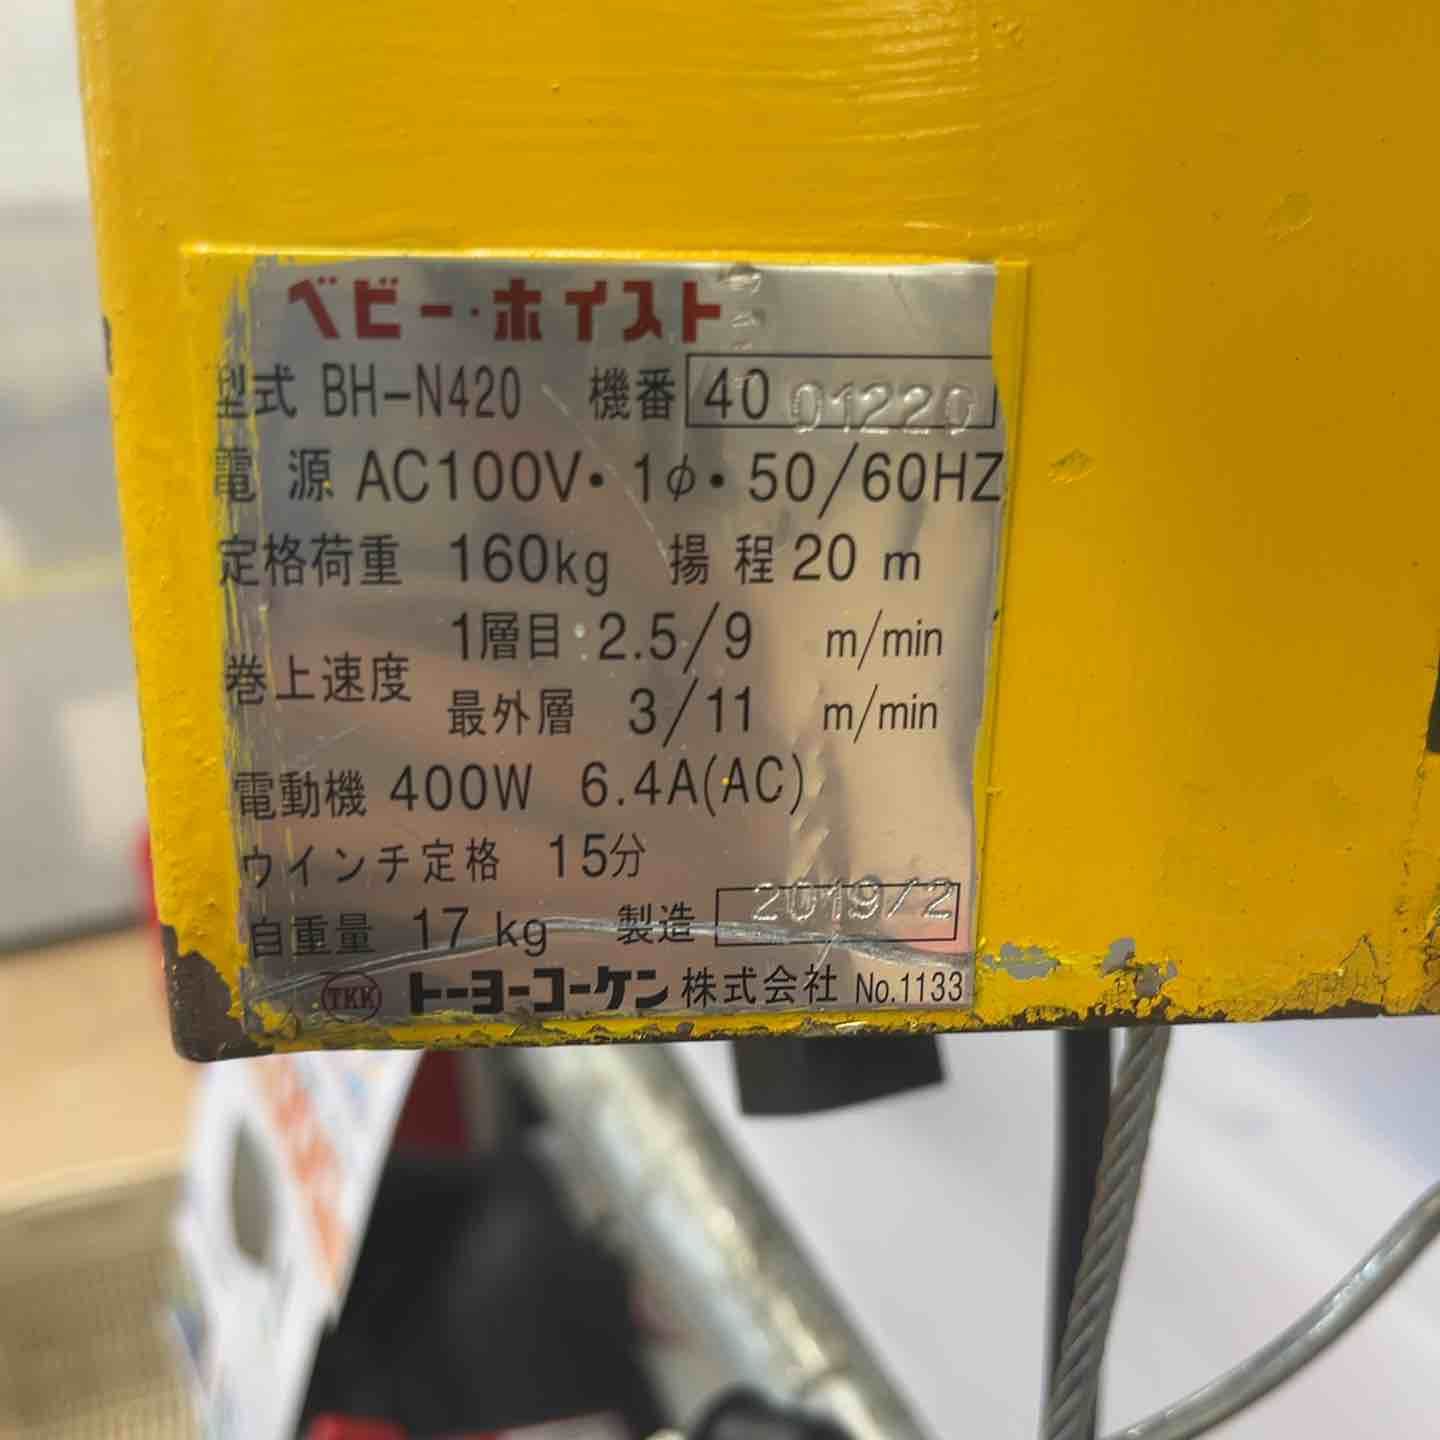 ベビー・ホイスト
型式 BH-N420 機番 40 01220
電源 AC100V・1φ・50/60HZ
定格荷重 160kg 揚程 20 m
巻上速度 1層目:2.5/9 m/min
最外層 3/11 m/min
電動機 400W 6.4A(AC)
ウインチ定格 15分
自重量 17 kg 製造 2019/2
TKK トーヨーコーケン株式会社 No.1133